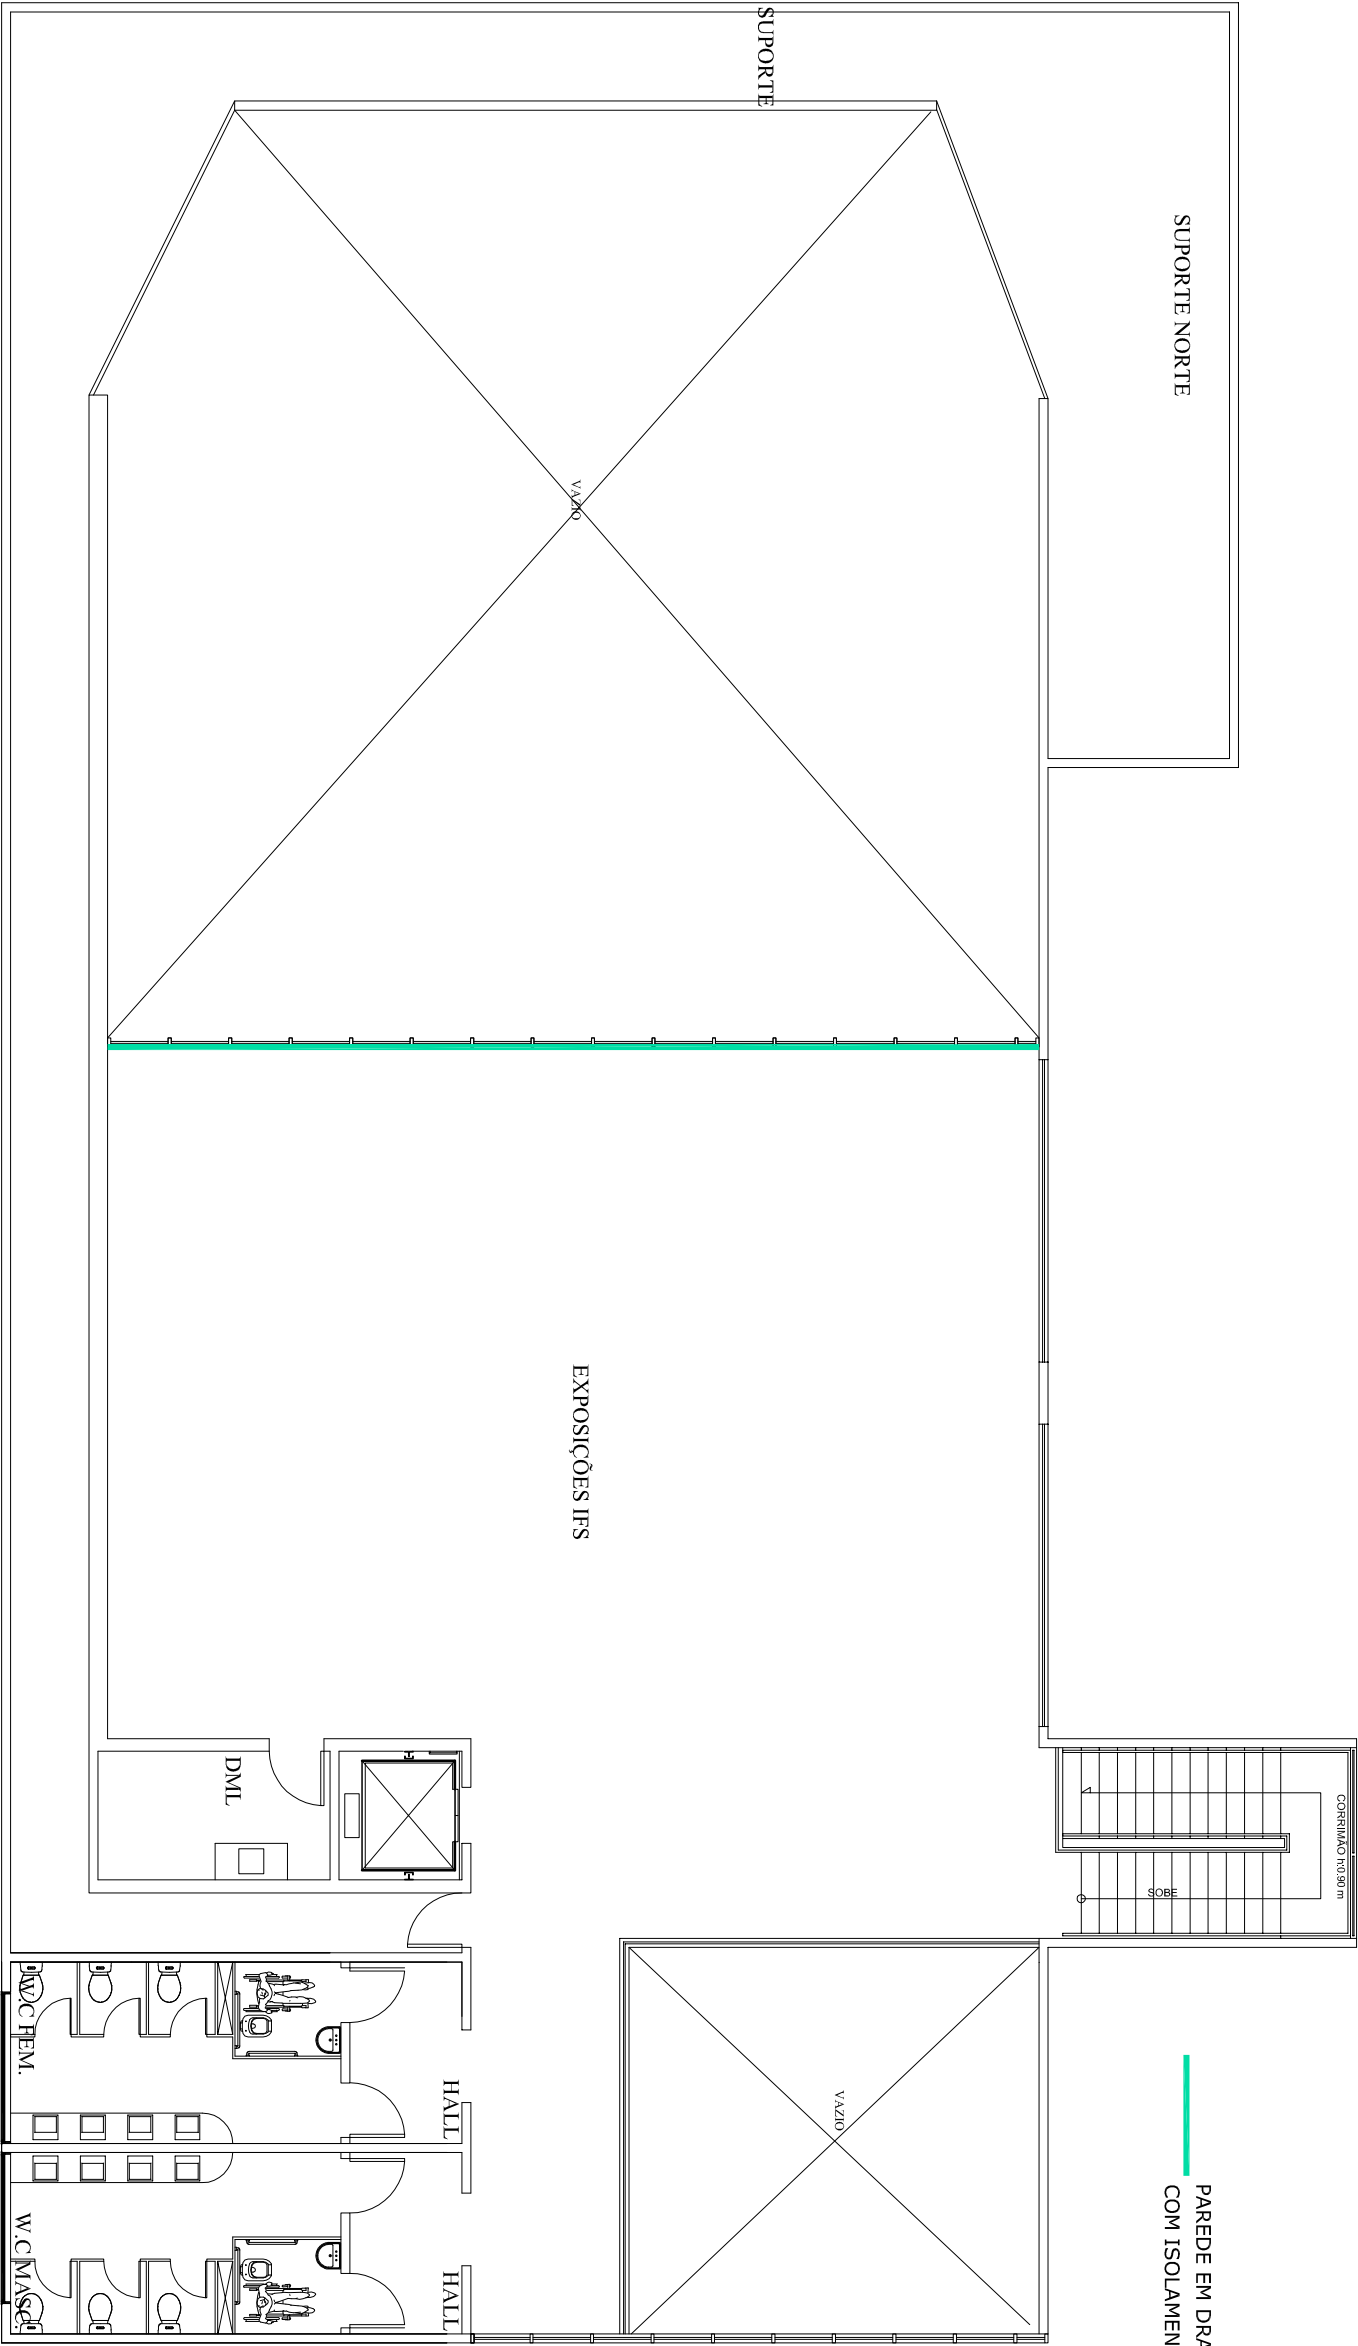 SUPORTE
SUPORTE NORTE
VAZIO
EXPOSIÇÕES IFS
DML
CORRIMÃO h:0.90 m
SOBE
W.C FEM.
HALL
VAZIO
W.C MASC.
HALL
PAREDE EM DRA
COM ISOLAMEN